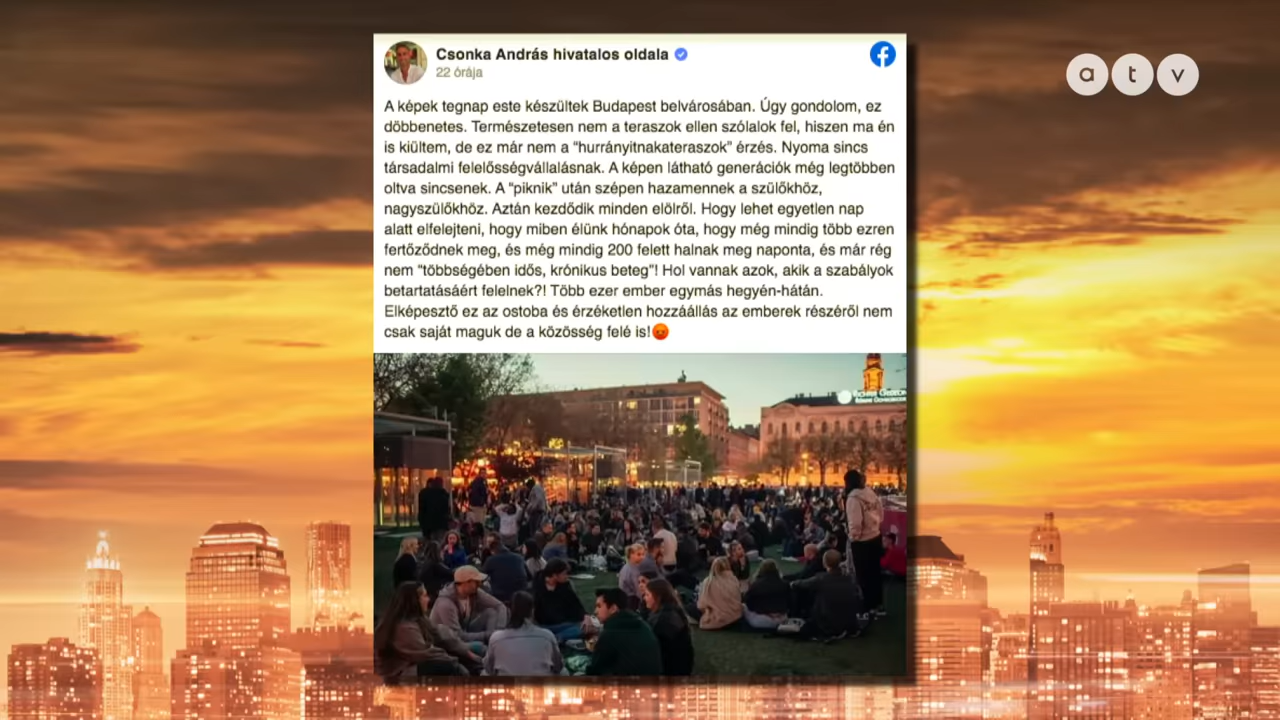 Csonka András hivatalos oldala
22 órája
a t v
A képek tegnap este készültek Budapest belvárosában. Úgy gondolom, ez
döbbenetes. Természetesen nem a teraszok ellen szólalok fel, hiszen ma én
is kiültem, de ez már nem a "hurrányitnakateraszok" érzés. Nyoma sincs
társadalmi felelősségvállalásnak. A képen látható generációk még legtöbben
oltva sincsenek. A "piknik" után szépen hazamennek a szülőkhöz,
nagyszülőkhöz. Aztán kezdődik minden elölről. Hogy lehet egyetlen nap
alatt elfelejteni, hogy miben élünk hónapok óta, hogy még mindig több ezren
fertőződnek meg, és még mindig 200 felett halnak meg naponta, és már rég
nem "többségében idős, krónikus beteg"! Hol vannak azok, akik a szabályok
betartatásáért felelnek?! Több ezer ember egymás hegyén-hátán.
Elképesztő ez az ostoba és érzéketlen hozzáállás az emberek részéről nem
csak saját maguk de a közösség felé is!